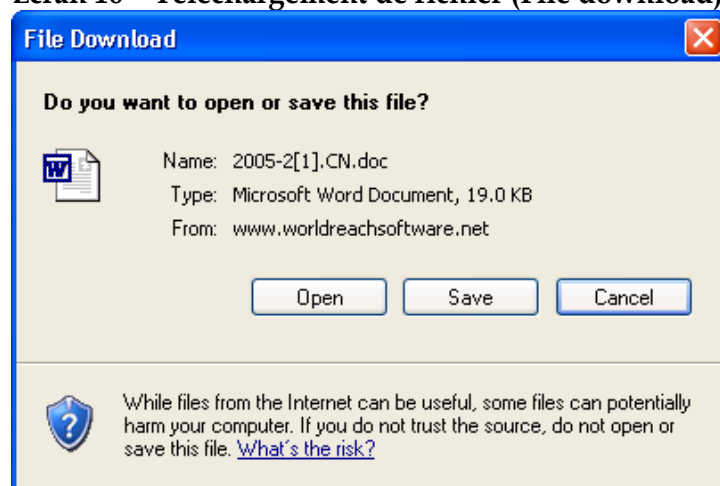 Écran 10 – Téléchargement de fichier (File download)
File Download
Do you want to open or save this file?
Name: 2005-2[1].CN.doc
Type: Microsoft Word Document, 19.0 KB
From: www.worldreachsoftware.net
Open Save Cancel
While files from the Internet can be useful, some files can potentially
harm your computer. If you do not trust the source, do not open or
save this file. What's the risk?